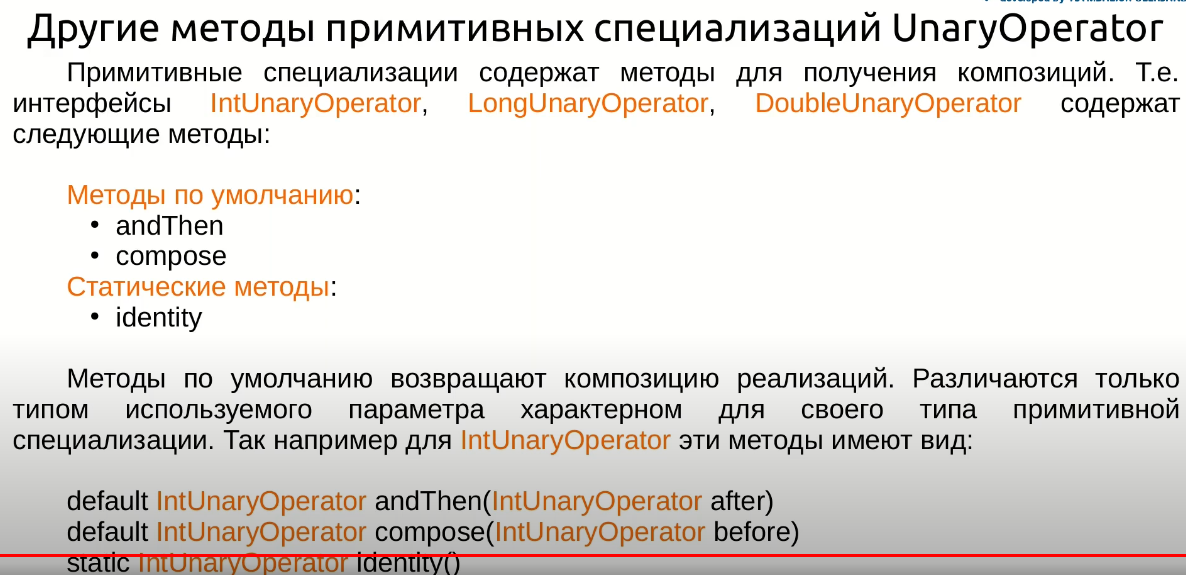 Другие методы примитивных специализаций UnaryOperator
Примитивные специализации содержат методы для получения композиций. Т.е.
интерфейсы IntUnaryOperator, LongUnaryOperator, DoubleUnaryOperator содержат
следующие методы:
Методы по умолчанию:
• andThen
• compose
Статические методы:
• identity
Методы по умолчанию возвращают композицию реализаций. Различаются только
типом используемого параметра характерном для своего типа примитивной
специализации. Так например для IntUnaryOperator эти методы имеют вид:
default IntUnaryOperator andThen(IntUnaryOperator after)
default IntUnaryOperator compose(IntUnaryOperator before)
static IntUnaryOperator identity()